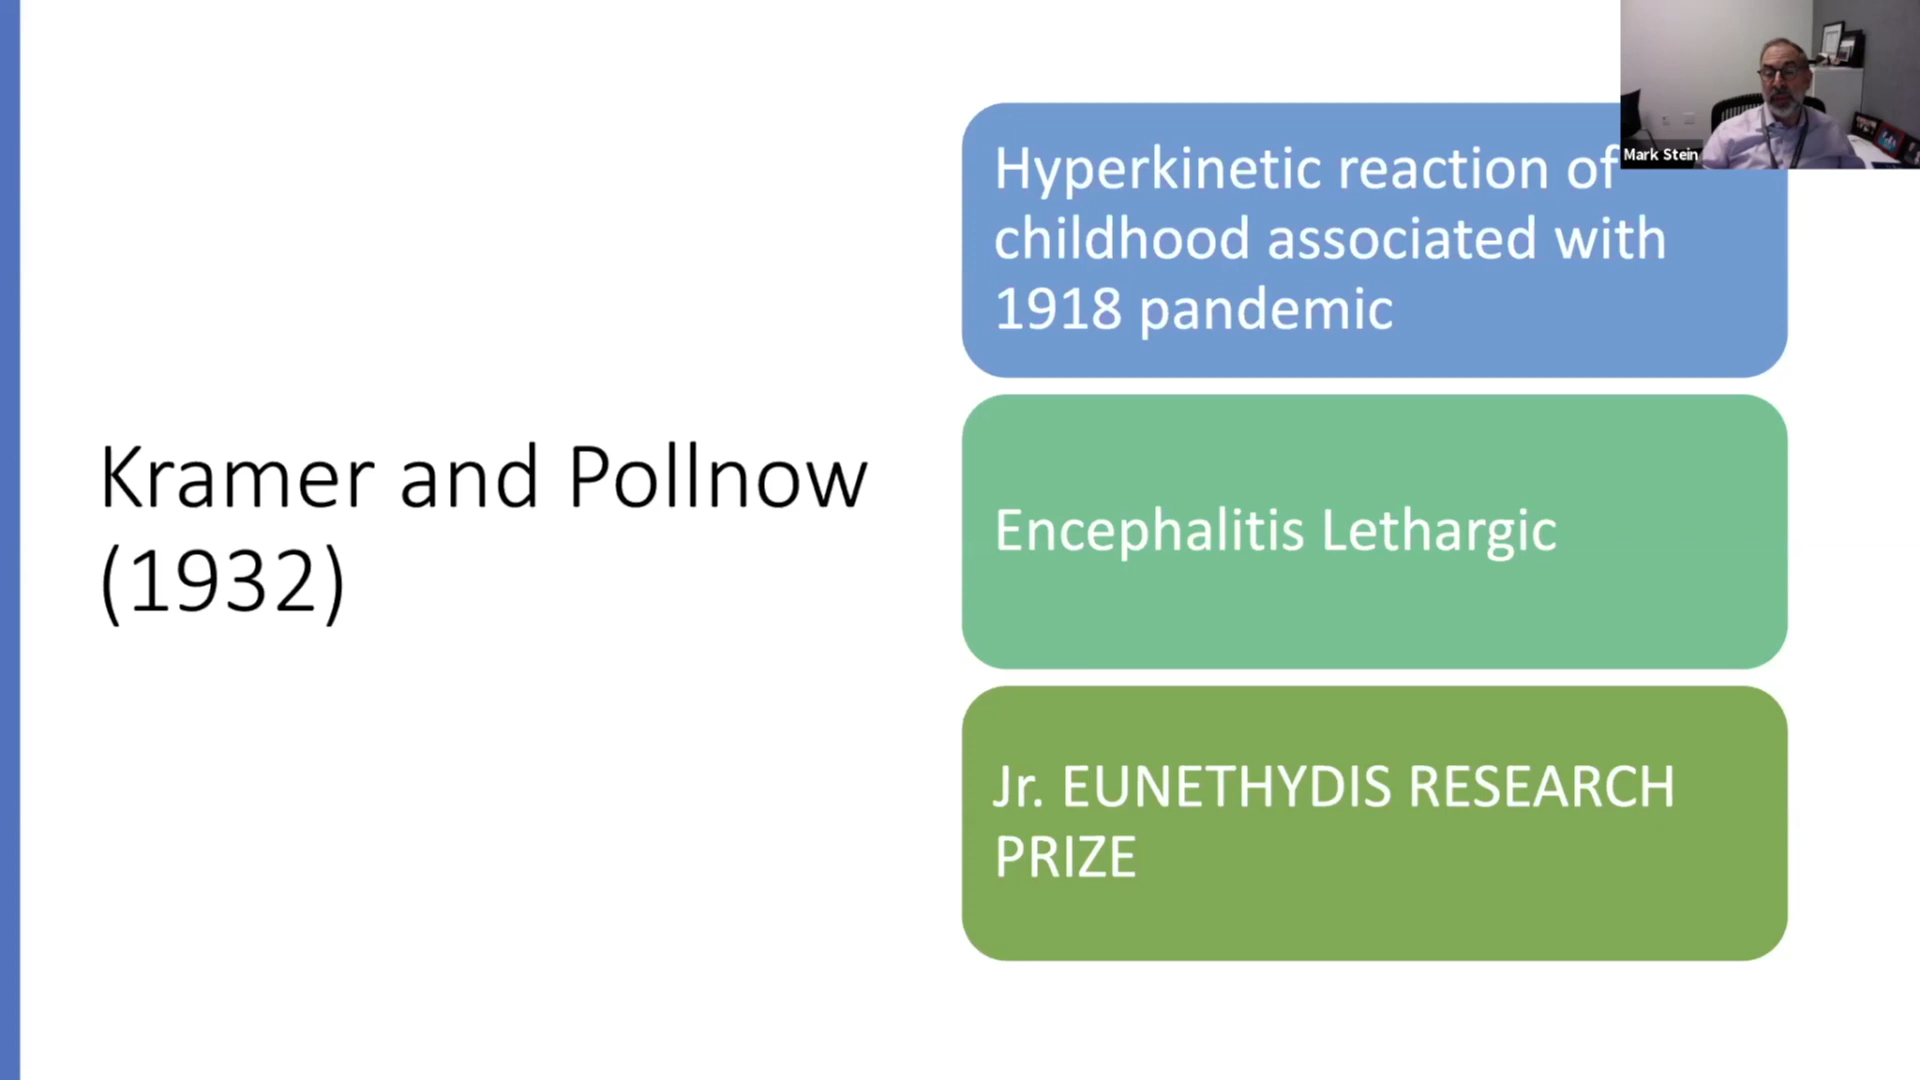 Kramer and Pollnow
(1932)
Hyperkinetic reaction of
childhood associated with
1918 pandemic
Encephalitis Lethargic
Jr. EUNETHYDIS RESEARCH
PRIZE
Mark Stein